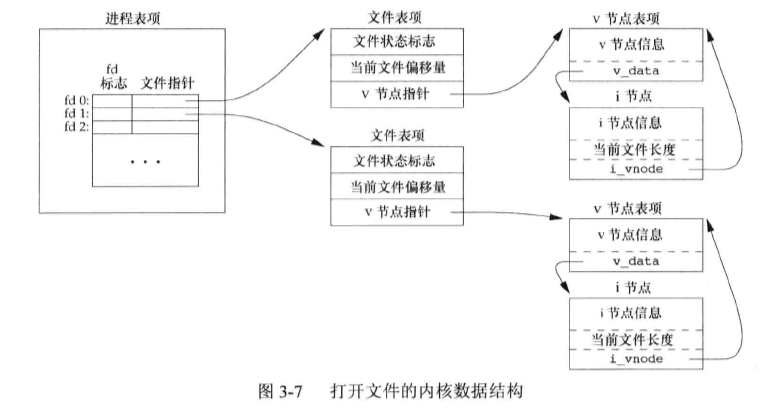 进程表项
fd
标志 文件指针
fd 0:
fd 1:
fd 2:
· · ·
文件表项
文件状态标志
当前文件偏移量
v 节点指针
文件表项
文件状态标志
当前文件偏移量
v 节点指针
v 节点表项
v 节点信息
v_data
i 节点
i 节点信息
当前文件长度
i_vnode
v 节点表项
v 节点信息
v_data
i 节点
i 节点信息
当前文件长度
i_vnode
图 3-7 打开文件的内核数据结构